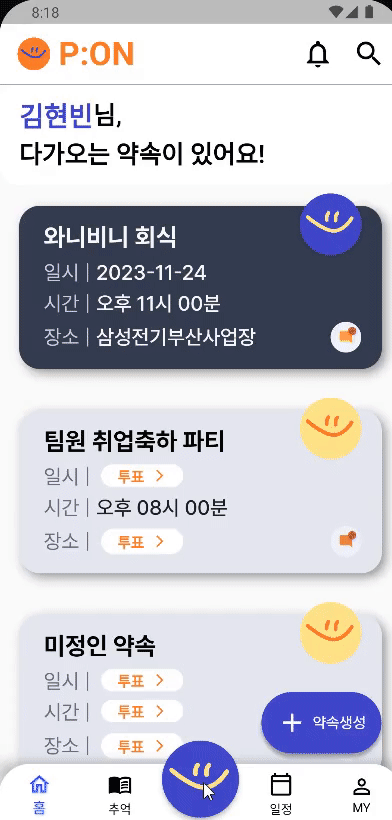 8:18
P:ON
김현빈님,
다가오는 약속이 있어요!
와니비니 회식
일시 | 2023-11-24
시간 | 오후 11시 00분
장소 | 삼성전기부산사업장
팀원 취업축하 파티
일시 | 투표 >
시간 | 오후 08시 00분
장소 | 투표 >
미정인 약속
일시 | 투표 >
시간 | 투표 >
장소 | 투표 >
+ 약속생성
홈 추억 일정 MY